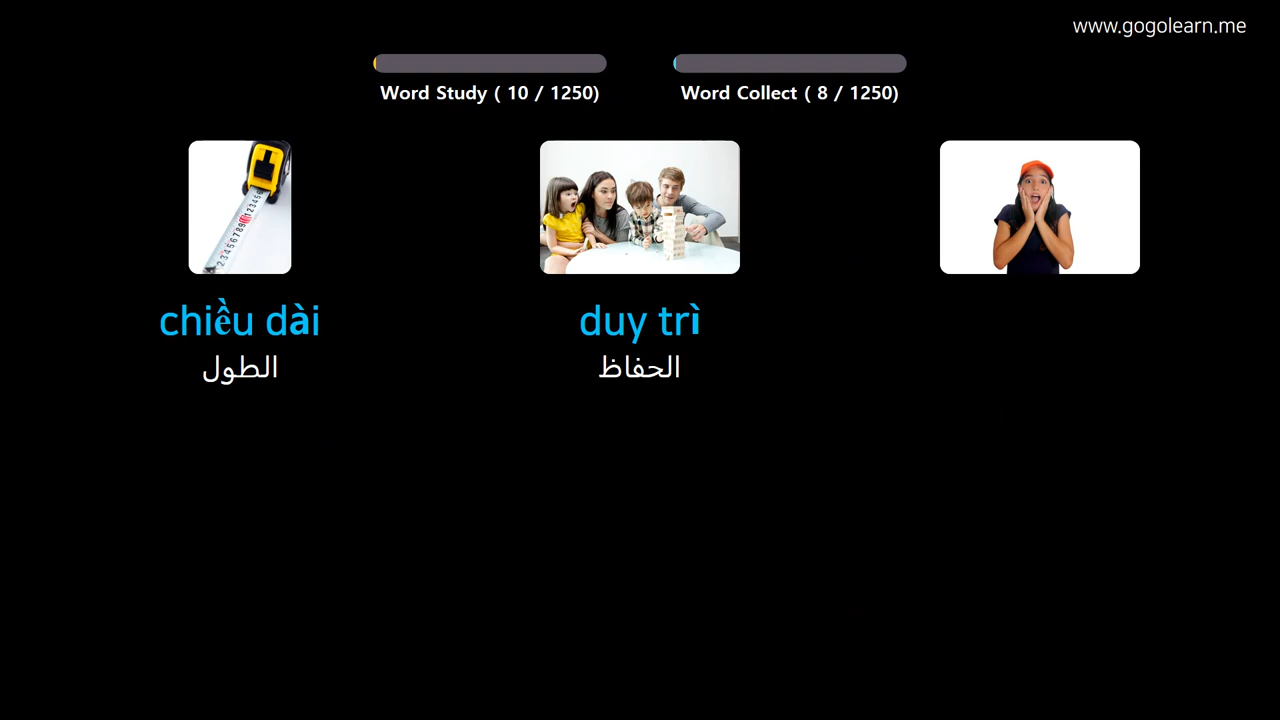 www.gogolearn.me
Word Study ( 10 / 1250)
Word Collect ( 8 / 1250)
chiều dài
الطول
duy trì
الحفاظ